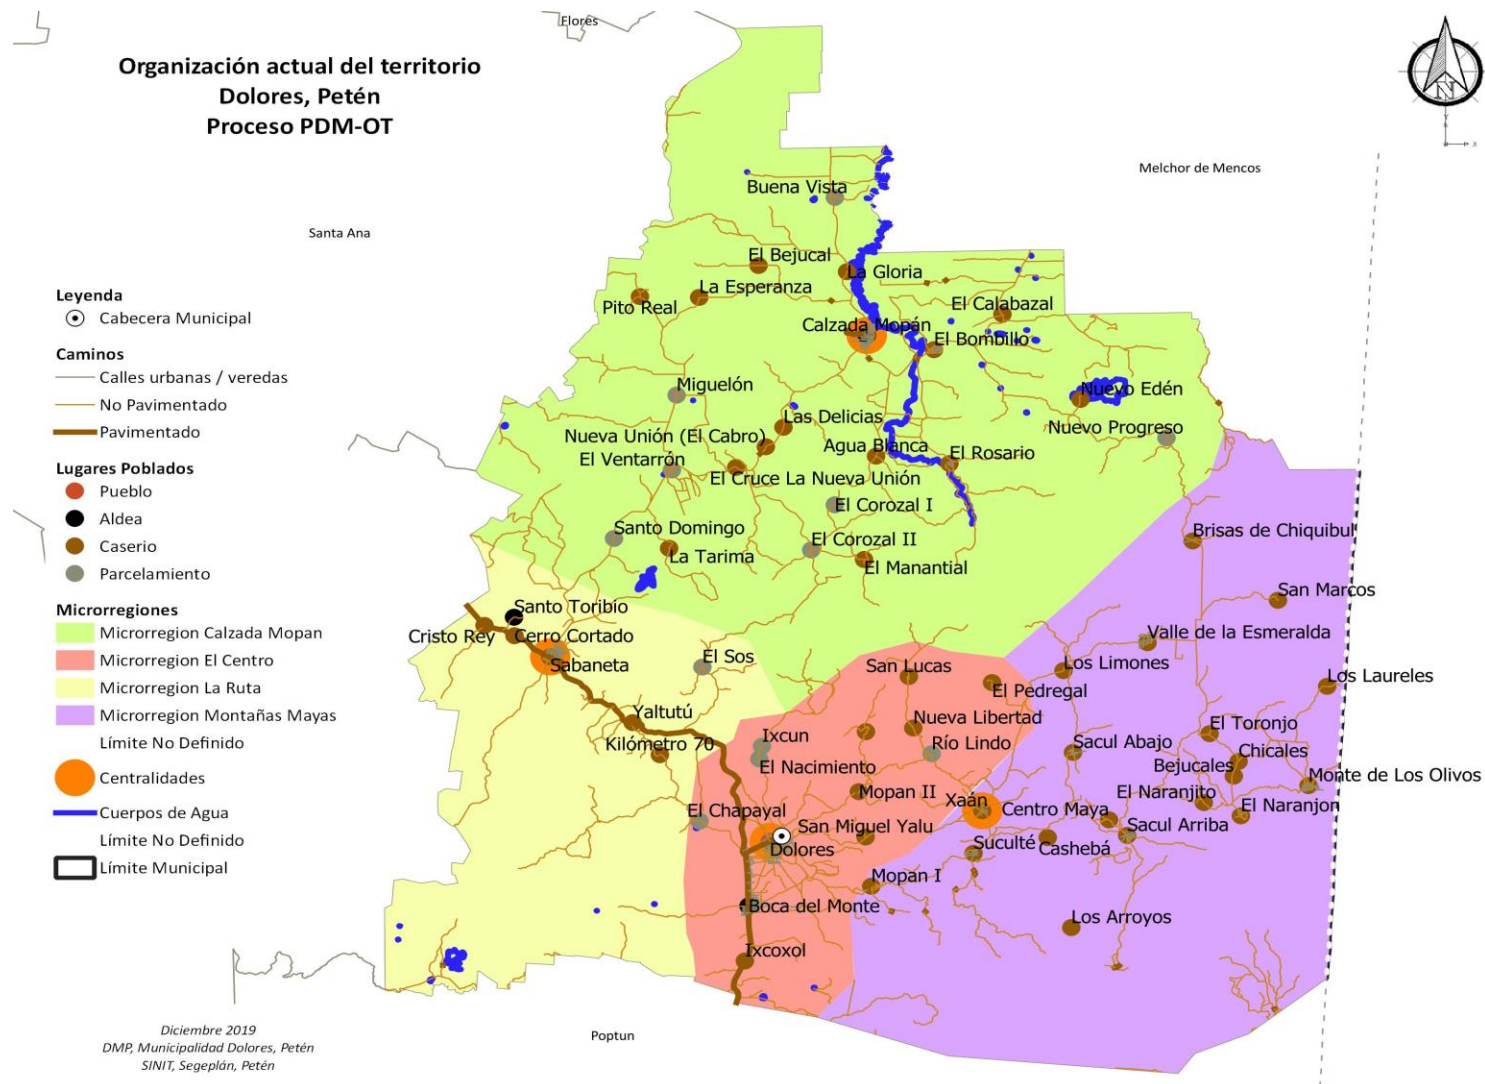 Flores
Organización actual del territorio
Dolores, Petén
Proceso PDM-OT
N
Y
X
Melchor de Mencos
Santa Ana
Buena Vista
El Bejucal
La Gloria
La Esperanza
Pito Real
El Calabazal
Calzada Mopán
El Bombillo
Miguelón
Nuevo Edén
Las Delicias
Nuevo Progreso
Nueva Unión (El Cabro)
Agua Blanca
El Ventarrón
El Rosario
El Cruce La Nueva Unión
El Corozal I
Santo Domingo
El Corozal II
La Tarima
El Manantial
Brisas de Chiquibul
San Marcos
Santo Toribio
Cristo Rey
Cerro Cortado
Valle de la Esmeralda
Sabaneta
El Sos
San Lucas
Los Limones
Los Laureles
El Pedregal
Yaltutú
Nueva Libertad
El Toronjo
Ixcun
Kilómetro 70
Río Lindo
Sacul Abajo
Chicales
El Nacimiento
Bejucales
Monte de Los Olivos
Mopan II
El Naranjito
Xaán
Centro Maya
El Chapayal
El Naranjon
San Miguel Yalu
Sacul Arriba
Dolores
Suculté
Cashebá
Mopan I
Boca del Monte
Los Arroyos
Ixcoxol
Poptun
Leyenda
Cabecera Municipal
Caminos
Calles urbanas / veredas
No Pavimentado
Pavimentado
Lugares Poblados
Pueblo
Aldea
Caserio
Parcelamiento
Microrregiones
Microrregion Calzada Mopan
Microrregion El Centro
Microrregion La Ruta
Microrregion Montañas Mayas
Límite No Definido
Centralidades
Cuerpos de Agua
Límite No Definido
Límite Municipal
Diciembre 2019
DMP, Municipalidad Dolores, Petén
SINIT, Segeplán, Petén